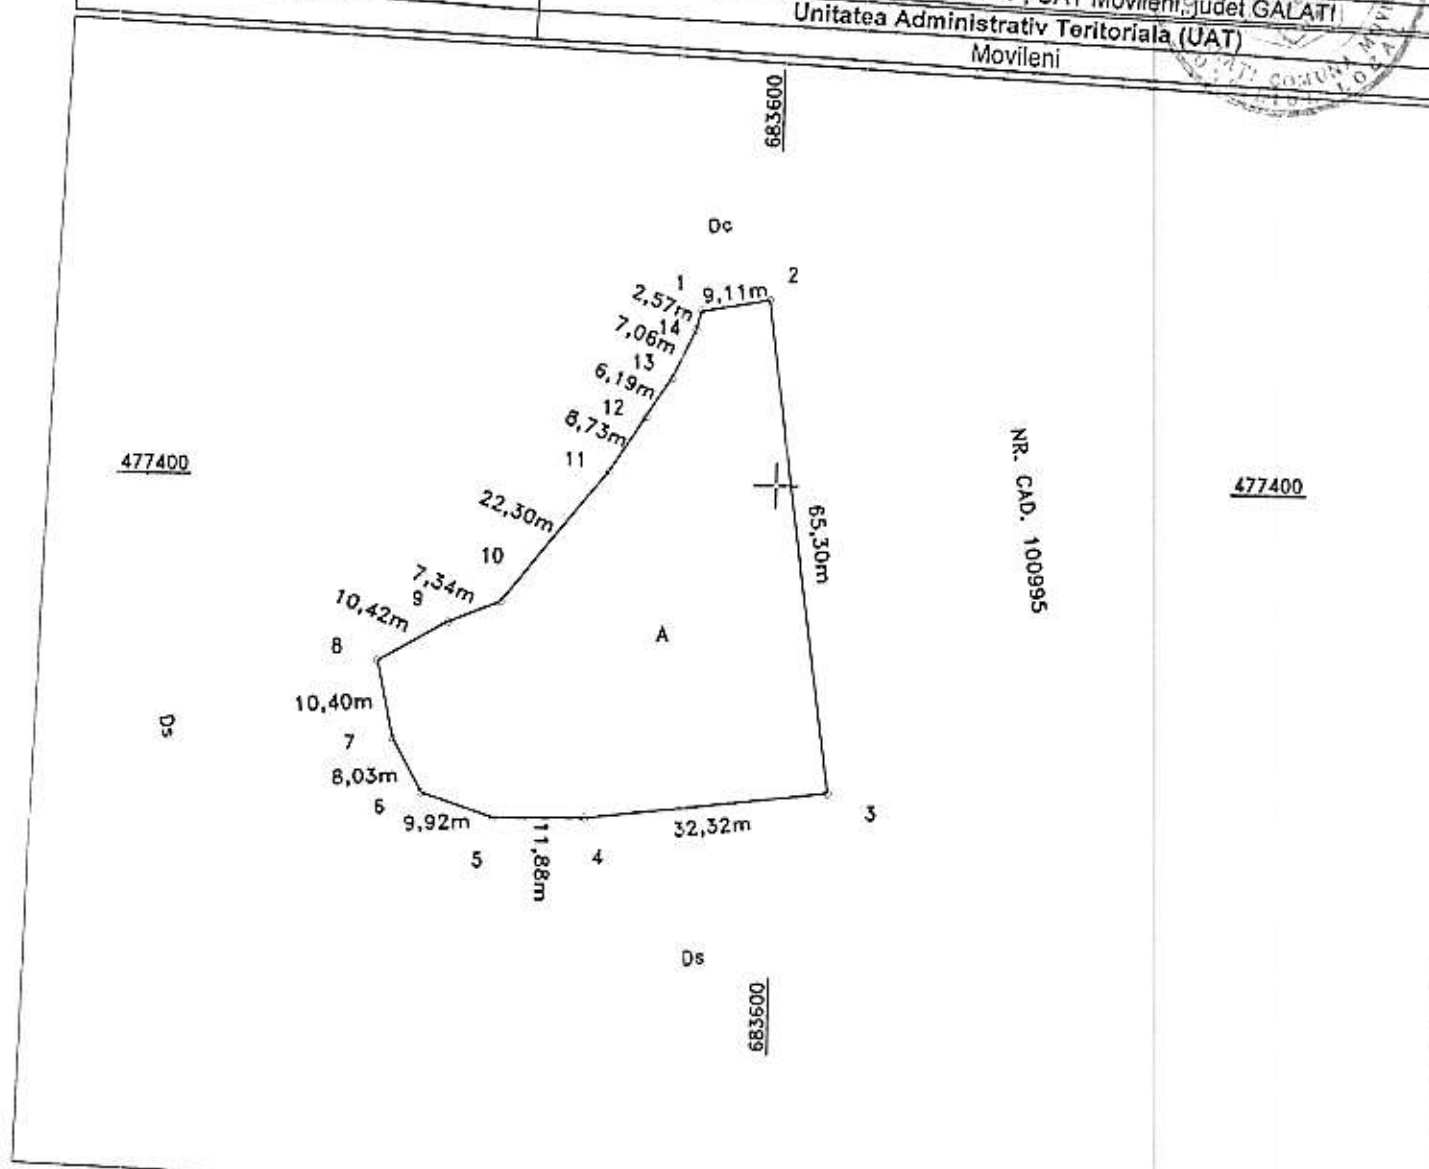 UAT Movileni, judet GALATI
Unitatea Administrativ Teritoriala (UAT)
Movileni
COMUNA
683600
Dc
1
2
9,11m
2,57m
14
7,06m
13
6,19m
12
8,73m
11
477400
22,30m
10
7,34m
9
10,42m
8
10,40m
7
8,03m
6
9,92m
5
11,88m
4
32,32m
3
65,30m
A
NR. CAD. 100995
477400
Ds
Ds
683600